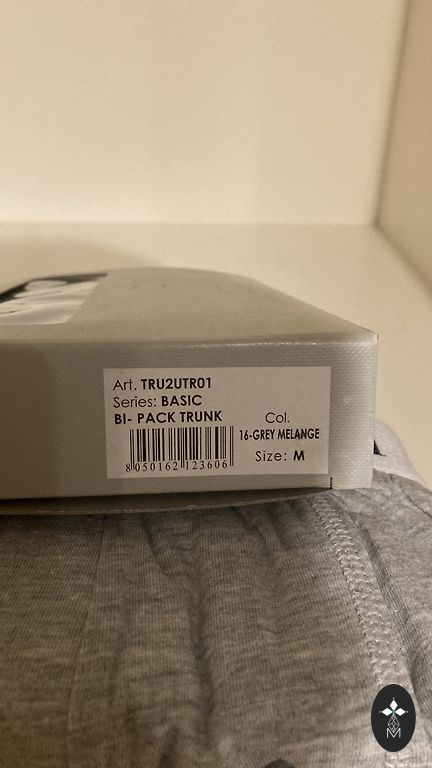 Art. TRU2UTR01
Series: BASIC
BI- PACK TRUNK
Col.
16-GREY MELANGE
Size: M
8 050162 123606
M